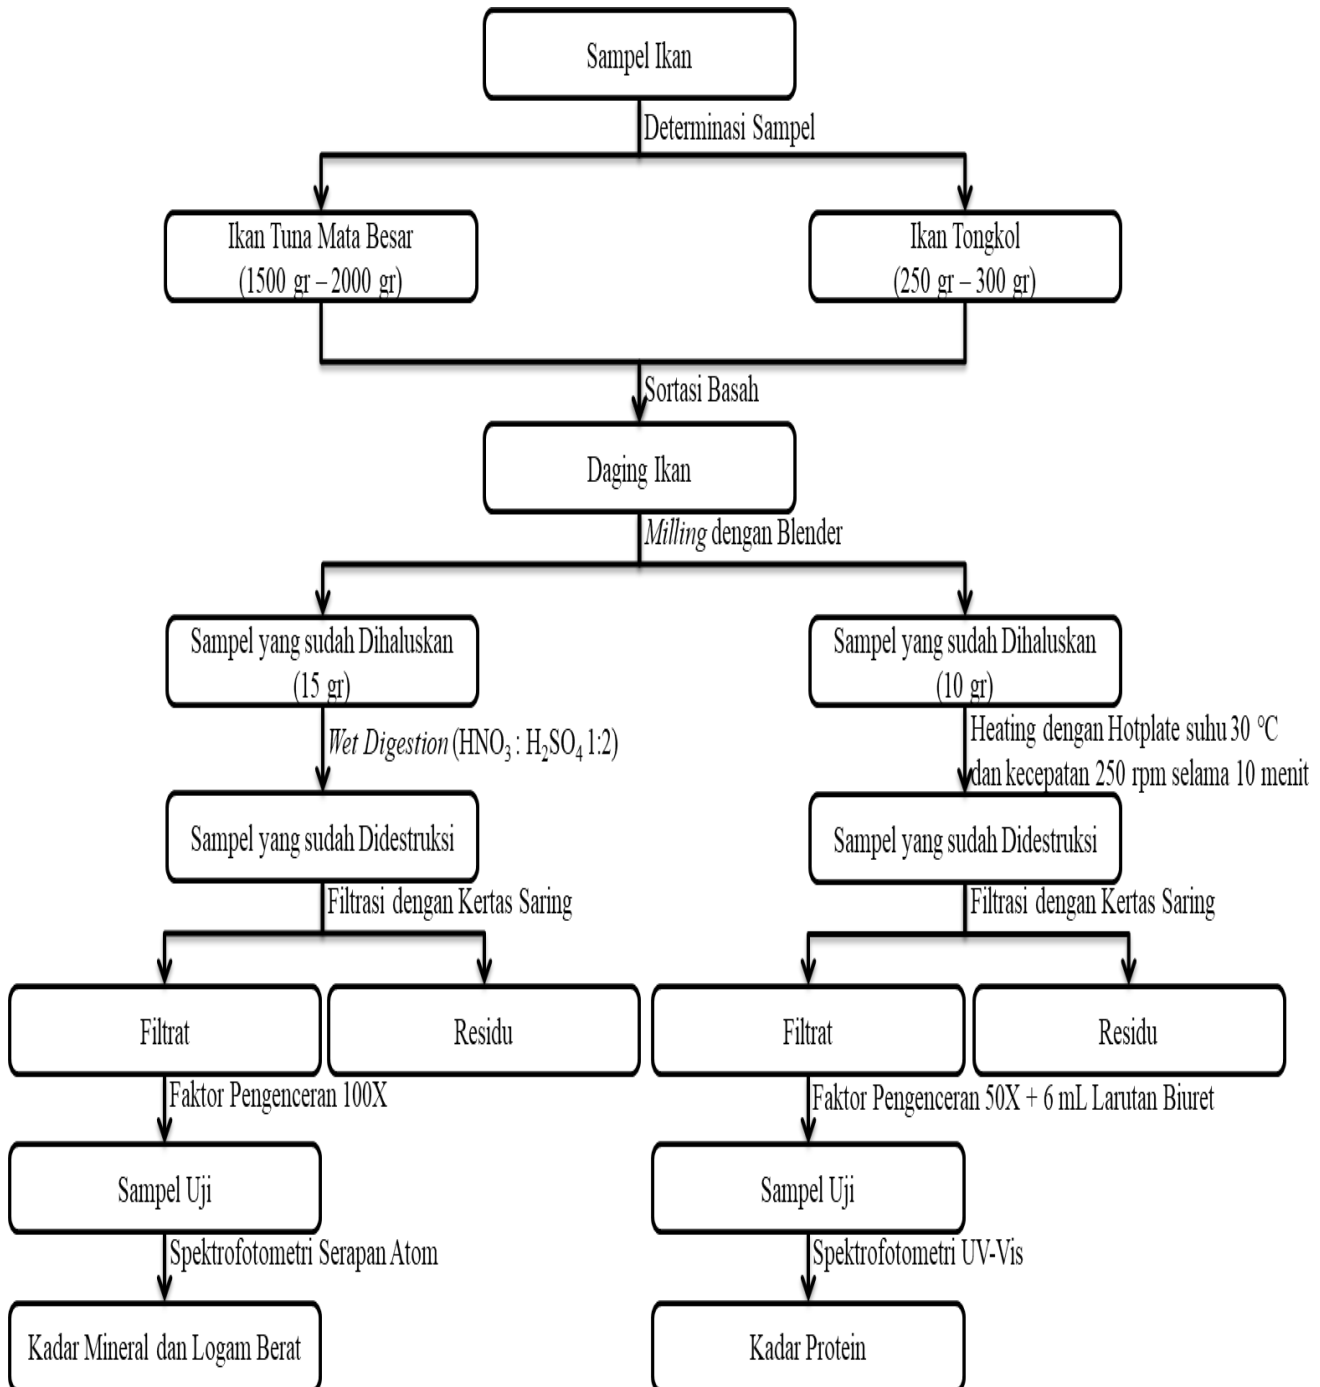 Sampel Ikan
Determinasi Sampel
Ikan Tuna Mata Besar
(1500 gr – 2000 gr)
Ikan Tongkol
(250 gr – 300 gr)
Sortasi Basah
Daging Ikan
Milling dengan Blender
Sampel yang sudah Dihaluskan
(15 gr)
Sampel yang sudah Dihaluskan
(10 gr)
Wet Digestion (HNO₃ : H₂SO₄ 1:2)
Heating dengan Hotplate suhu 30 °C
dan kecepatan 250 rpm selama 10 menit
Sampel yang sudah Didestruksi
Sampel yang sudah Didestruksi
Filtrasi dengan Kertas Saring
Filtrasi dengan Kertas Saring
Filtrat
Residu
Filtrat
Residu
Faktor Pengenceran 100X
Faktor Pengenceran 50X + 6 mL Larutan Biuret
Sampel Uji
Sampel Uji
Spektrofotometri Serapan Atom
Spektrofotometri UV-Vis
Kadar Mineral dan Logam Berat
Kadar Protein